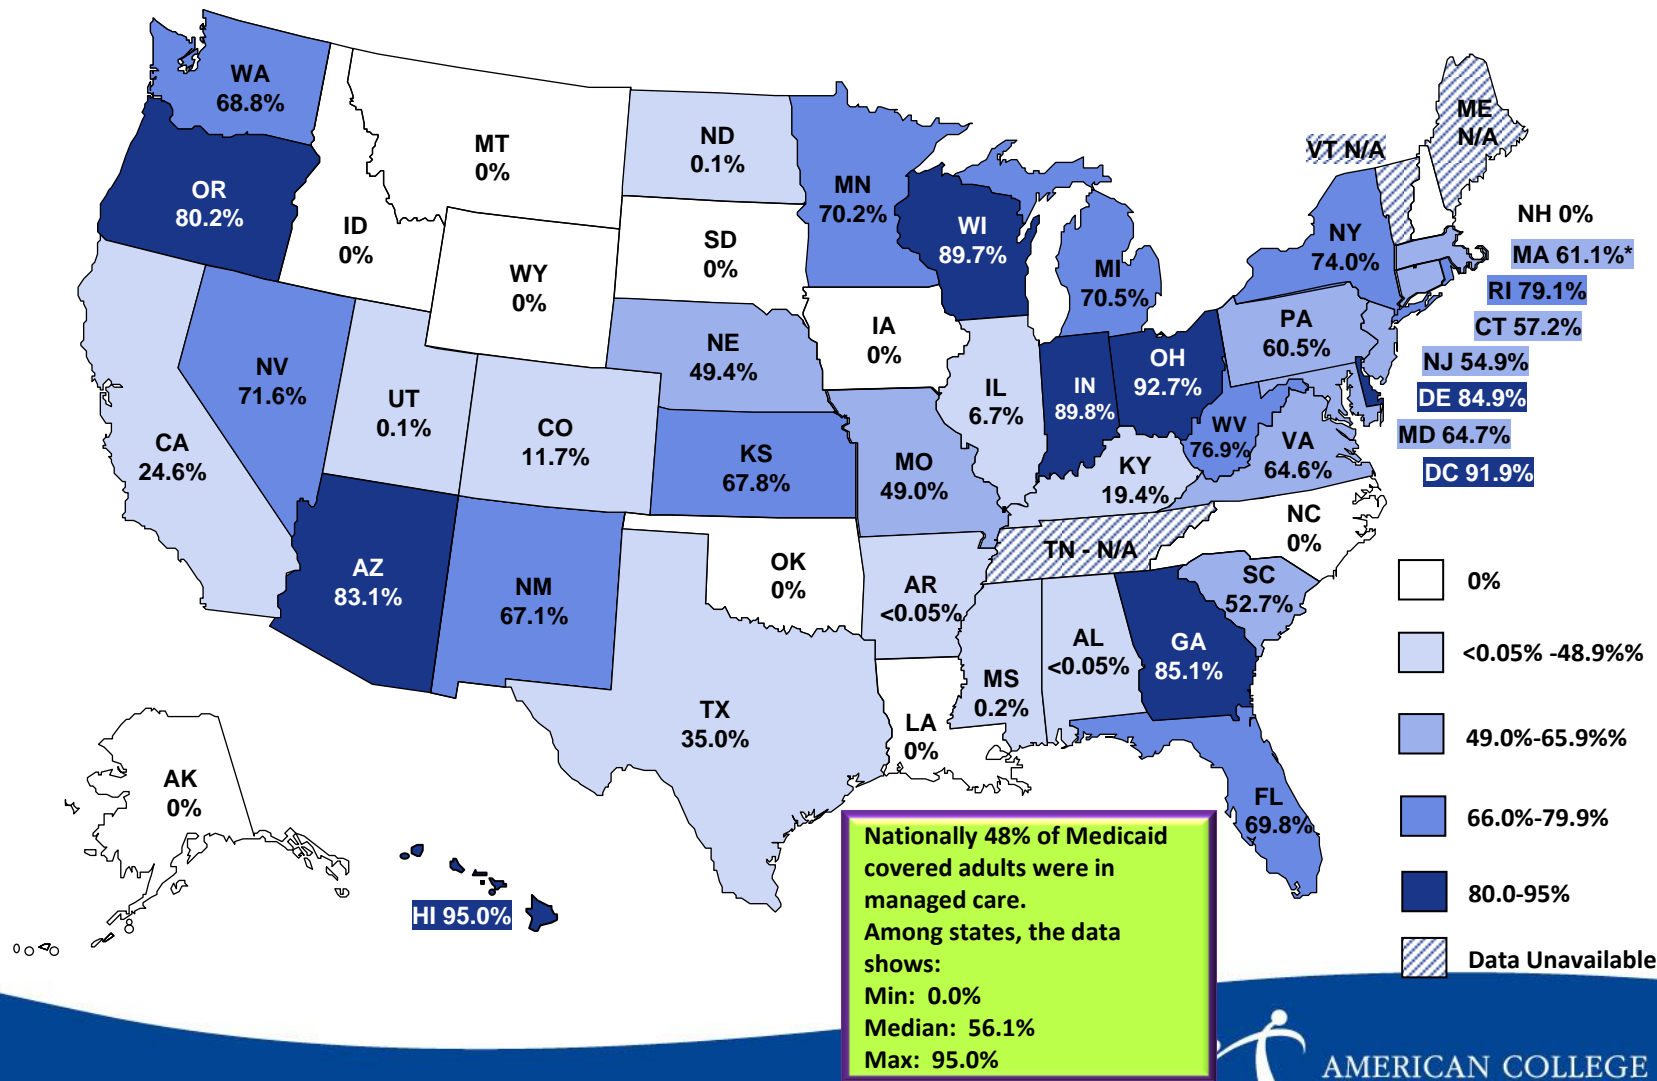 WA
68.8%
OR
80.2%
MT
0%
ID
0%
WY
0%
ND
0.1%
SD
0%
MN
70.2%
WI
89.7%
MI
70.5%
VT N/A
ME
N/A
NY
74.0%
NH 0%
MA 61.1%*
RI 79.1%
CT 57.2%
NJ 54.9%
DE 84.9%
MD 64.7%
DC 91.9%
PA
60.5%
OH
92.7%
IN
89.8%
IL
6.7%
IA
0%
NE
49.4%
NV
71.6%
UT
0.1%
CO
11.7%
CA
24.6%
KS
67.8%
MO
49.0%
KY
19.4%
WV
76.9%
VA
64.6%
NC
0%
TN - N/A
SC
52.7%
AZ
83.1%
NM
67.1%
OK
0%
AR
<0.05%
MS
0.2%
AL
<0.05%
GA
85.1%
TX
35.0%
LA
0%
FL
69.8%
AK
0%
HI 95.0%
0%
<0.05% -48.9%%
49.0%-65.9%%
66.0%-79.9%
80.0-95%
Data Unavailable
Nationally 48% of Medicaid
covered adults were in
managed care.
Among states, the data
shows:
Min: 0.0%
Median: 56.1%
Max: 95.0%
AMERICAN COLLEGE